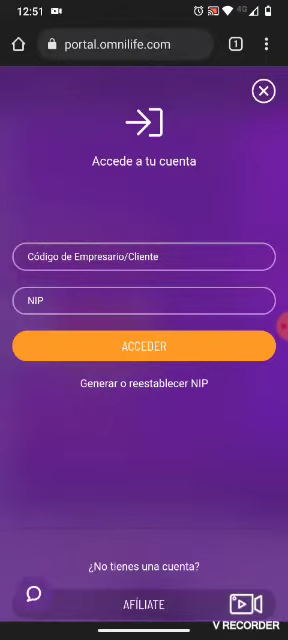 12:51
4G
portal.omnilife.com
1
Accede a tu cuenta
Código de Empresario/Cliente
NIP
ACCEDER
Generar o reestablecer NIP
¿No tienes una cuenta?
AFÍLIATE
V RECORDER